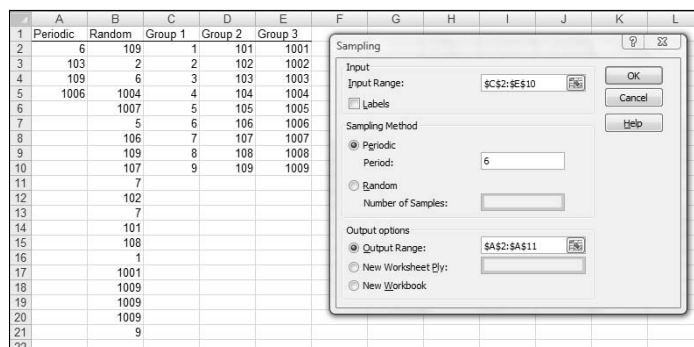 A B C D E F G H I J K L
1 Periodic Random Group 1 Group 2 Group 3
2 6 109 1 101 1001
3 103 2 2 102 1002
4 109 6 3 103 1003
5 1006 1004 4 104 1004
6 1007 5 105 1005
7 5 6 106 1006
8 106 7 107 1007
9 109 8 108 1008
10 107 9 109 1009
11 7
12 102
13 7
14 101
15 108
16 1
17 1001
18 1009
19 1009
20 1009
21 9
22
Sampling
Input
Input Range: $C$2:$E$10
Labels
Sampling Method
Periodic
Period: 6
Random
Number of Samples:
Output options
Output Range: $A$2:$A$11
New Worksheet Ply:
New Workbook
OK
Cancel
Help